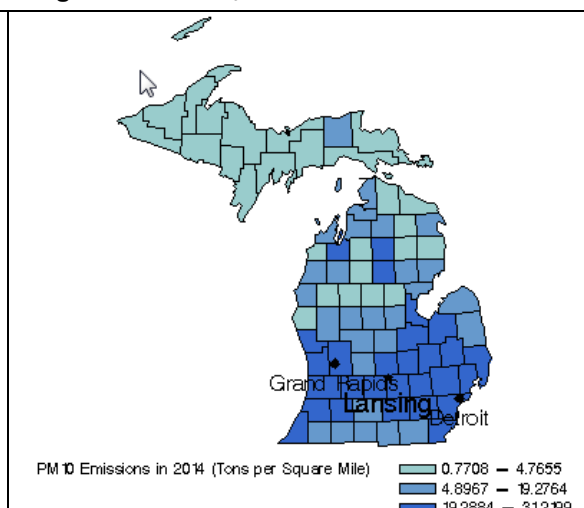 Grand Rapids
Lansing
Detroit
PM10 Emissions in 2014 (Tons per Square Mile)
0.7708 – 4.7655
4.8967 – 19.2764